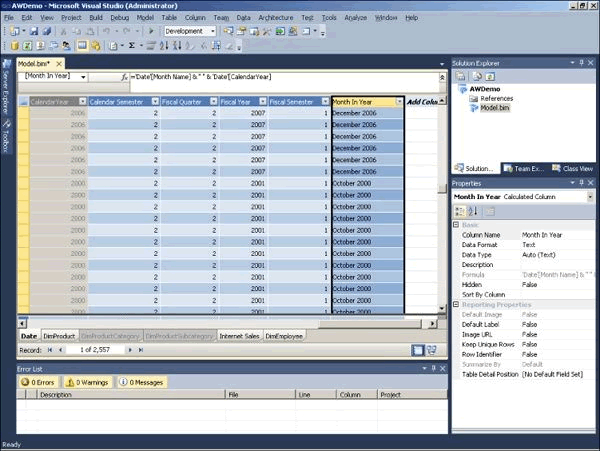 AWDemo - Microsoft Visual Studio (Administrator)
File Edit View Project Build Debug Model Table Column Team Data Architecture Test Tools Analyze Window Help
Development
Server Explorer
Toolbox
Model.bim*
[Month In Year] fx ='Date'[Month Name] & " " & 'Date'[CalendarYear]
CalendarYear Calendar Semester Fiscal Quarter Fiscal Year Fiscal Semester Month In Year Add Colu
2006 2 2 2007 1 December 2006
2006 2 2 2007 1 December 2006
2006 2 2 2007 1 December 2006
2006 2 2 2007 1 December 2006
2006 2 2 2007 1 December 2006
2000 2 2 2001 1 October 2000
2000 2 2 2001 1 October 2000
2000 2 2 2001 1 October 2000
2000 2 2 2001 1 October 2000
2000 2 2 2001 1 October 2000
2000 2 2 2001 1 October 2000
2000 2 2 2001 1 October 2000
2000 2 2 2001 1 October 2000
2000 2 2 2001 1 October 2000
2000 2 2 2001 1 October 2000
2000 2 2 2001 1 October 2000
2000 2 2 2001 1 October 2000
2000 2 2 2001 1 October 2000
Date DimProduct DimProductCategory DimProductSubcategory Internet Sales DimEmployee
Record: 1 of 2,557
Error List
0 Errors 0 Warnings 0 Messages
Description File Line Column Project
Ready
Solution Explorer
AWDemo
References
Model.bim
Solution... Team Ex... Class View
Properties
Month In Year Calculated Column
Basic
Column Name Month In Year
Data Format Text
Data Type Auto (Text)
Description
Formula 'Date'[Month Name] & " "
Hidden False
Sort By Column
Reporting Properties
Default Image False
Default Label False
Image URL False
Keep Unique Rows False
Row Identifier False
Summarize By Default
Table Detail Position [No Default Field Set]